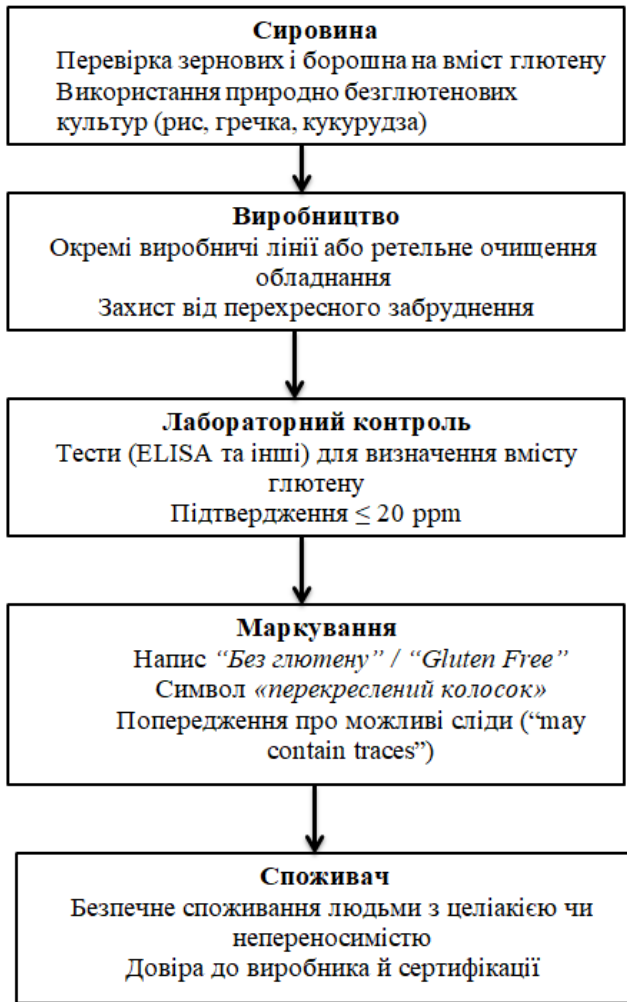 Сировина
Перевірка зернових і борошна на вміст глютену
Використання природно безглютенових
культур (рис, гречка, кукурудза)
Виробництво
Окремі виробничі лінії або ретельне очищення
обладнання
Захист від перехресного забруднення
Лабораторний контроль
Тести (ELISA та інші) для визначення вмісту
глютену
Підтвердження ≤ 20 ppm
Маркування
Напис “Без глютену” / “Gluten Free”
Символ «перекреслений колосок»
Попередження про можливі сліди (“may
contain traces”)
Споживач
Безпечне споживання людьми з целіакією чи
непереносимістю
Довіра до виробника й сертифікації